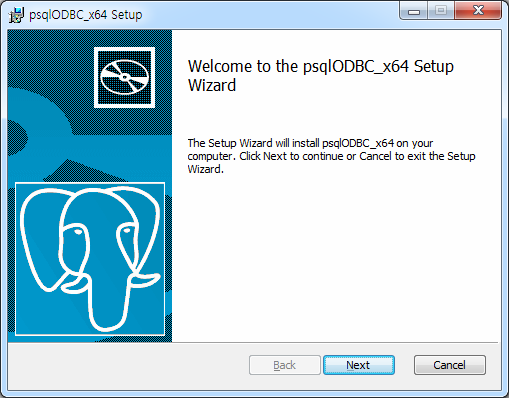 psqlODBC_x64 Setup
Welcome to the psqlODBC_x64 Setup
Wizard
The Setup Wizard will install psqlODBC_x64 on your
computer. Click Next to continue or Cancel to exit the Setup
Wizard.
Back
Next
Cancel